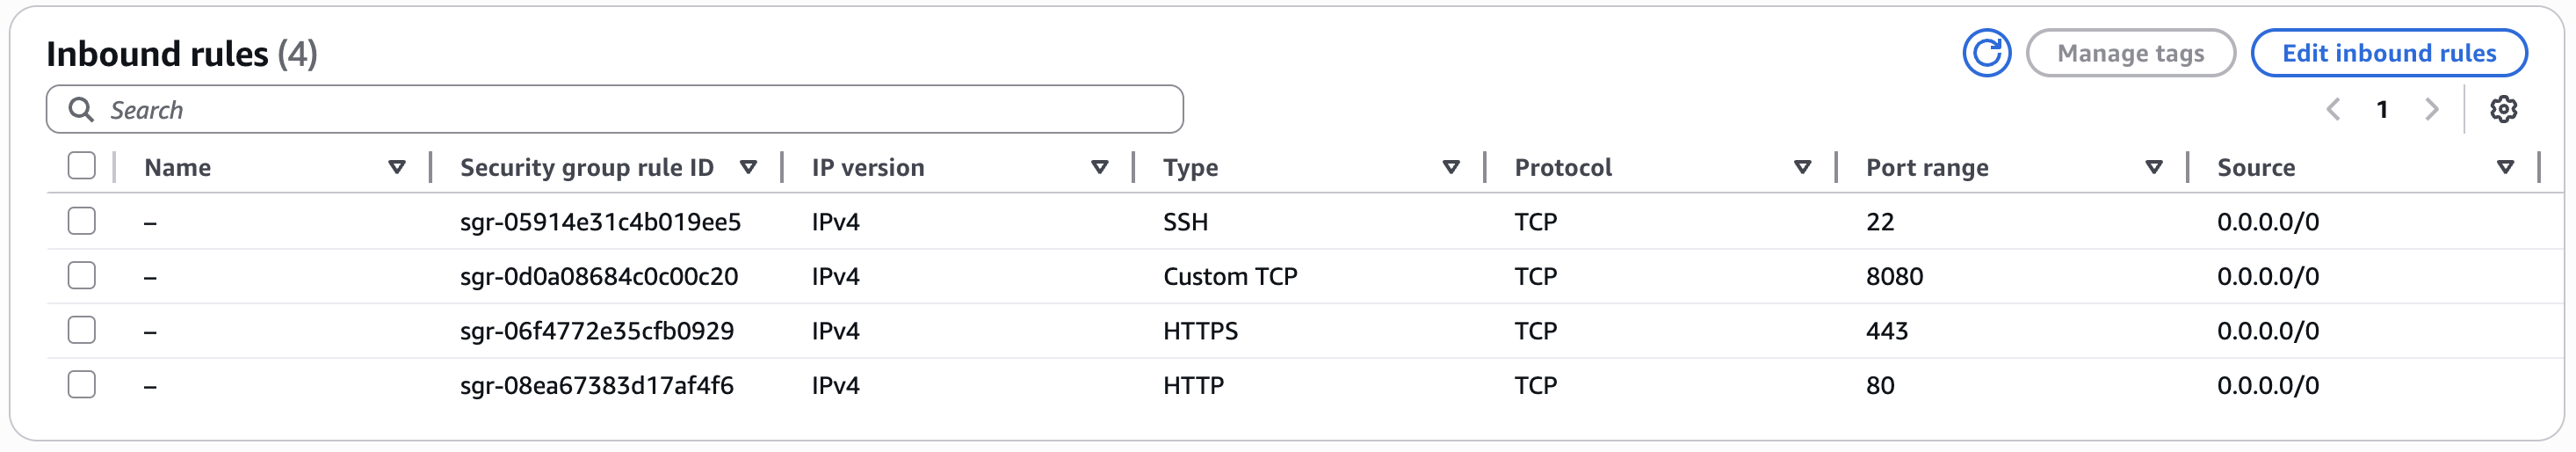 Inbound rules (4)
Manage tags
Edit inbound rules
Search
1
Name Security group rule ID IP version Type Protocol Port range Source
– sgr-05914e31c4b019ee5 IPv4 SSH TCP 22 0.0.0.0/0
– sgr-0d0a08684c0c00c20 IPv4 Custom TCP TCP 8080 0.0.0.0/0
– sgr-06f4772e35cfb0929 IPv4 HTTPS TCP 443 0.0.0.0/0
– sgr-08ea67383d17af4f6 IPv4 HTTP TCP 80 0.0.0.0/0